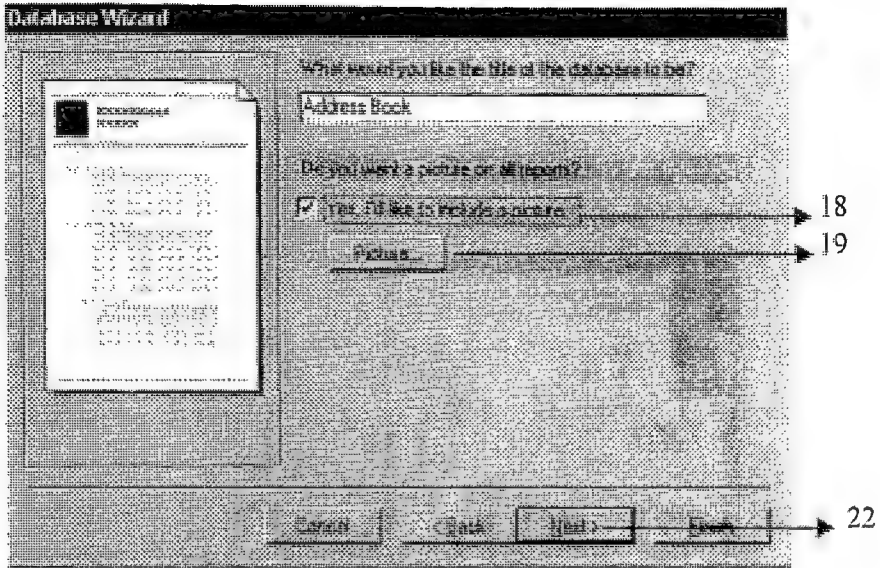 Database Wizard
What would you like the title of the database to be?
Address Book
Do you want a picture on all reports?
Yes, I'd like to include a picture.
18
Picture...
19
Cancel
< Back
Next >
Finish
22